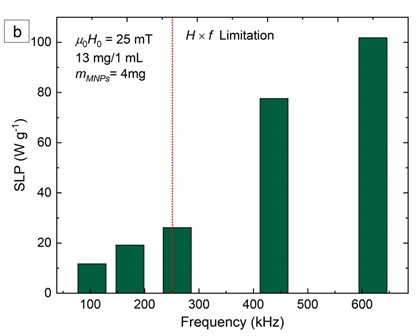 b
μ₀H₀ = 25 mT
13 mg/1 mL
m_MNPs= 4mg
H × f Limitation
SLP (W g⁻¹)
100
80
60
40
20
0
100 200 300 400 500 600
Frequency (kHz)